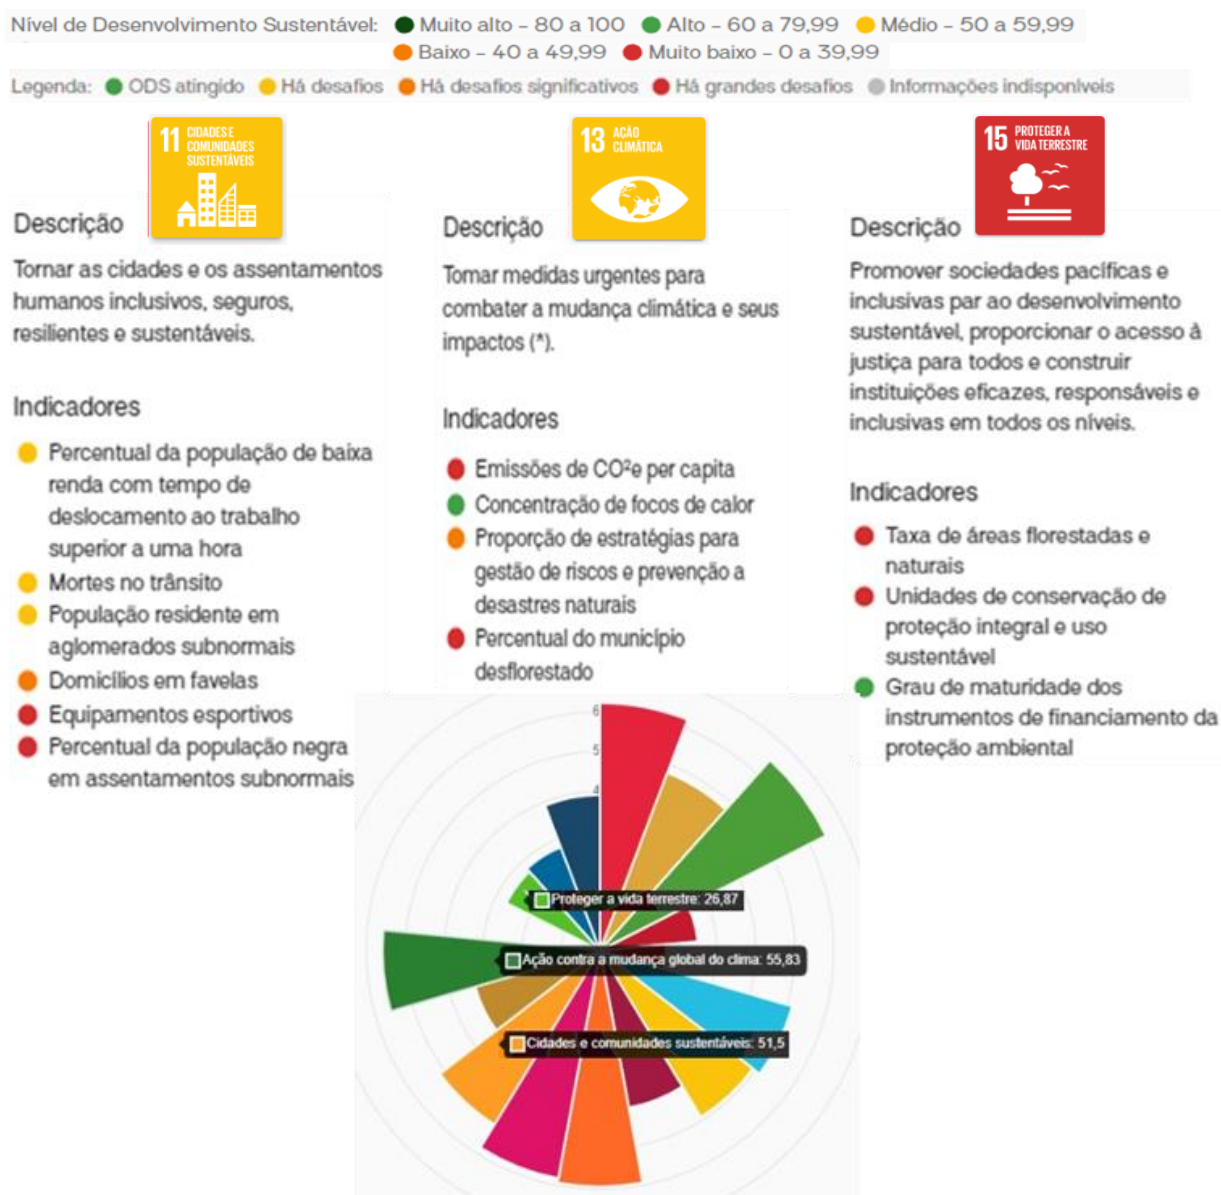 Nível de Desenvolvimento Sustentável: Muito alto - 80 a 100 Alto - 60 a 79,99 Médio - 50 a 59,99
Baixo - 40 a 49,99 Muito baixo - 0 a 39,99
Legenda: ODS atingido Há desafios Há desafios significativos Há grandes desafios Informações indisponíveis
11 CIDADES E
COMUNIDADES
SUSTENTÁVEIS
Descrição
Tornar as cidades e os assentamentos
humanos inclusivos, seguros,
resilientes e sustentáveis.
Indicadores
Percentual da população de baixa
renda com tempo de
deslocamento ao trabalho
superior a uma hora
Mortes no trânsito
População residente em
aglomerados subnormais
Domicílios em favelas
Equipamentos esportivos
Percentual da população negra
em assentamentos subnormais
13 AÇÃO
CLIMÁTICA
Descrição
Tomar medidas urgentes para
combater a mudança climática e seus
impactos (*).
Indicadores
Emissões de CO²e per capita
Concentração de focos de calor
Proporção de estratégias para
gestão de riscos e prevenção a
desastres naturais
Percentual do município
desflorestado
15 PROTEGER A
VIDA TERRESTRE
Descrição
Promover sociedades pacíficas e
inclusivas par ao desenvolvimento
sustentável, proporcionar o acesso à
justiça para todos e construir
instituições eficazes, responsáveis e
inclusivas em todos os níveis.
Indicadores
Taxa de áreas florestadas e
naturais
Unidades de conservação de
proteção integral e uso
sustentável
Grau de maturidade dos
instrumentos de financiamento da
proteção ambiental
6
5
4
Proteger a vida terrestre: 26,87
Ação contra a mudança global do clima: 55,83
Cidades e comunidades sustentáveis: 51,5